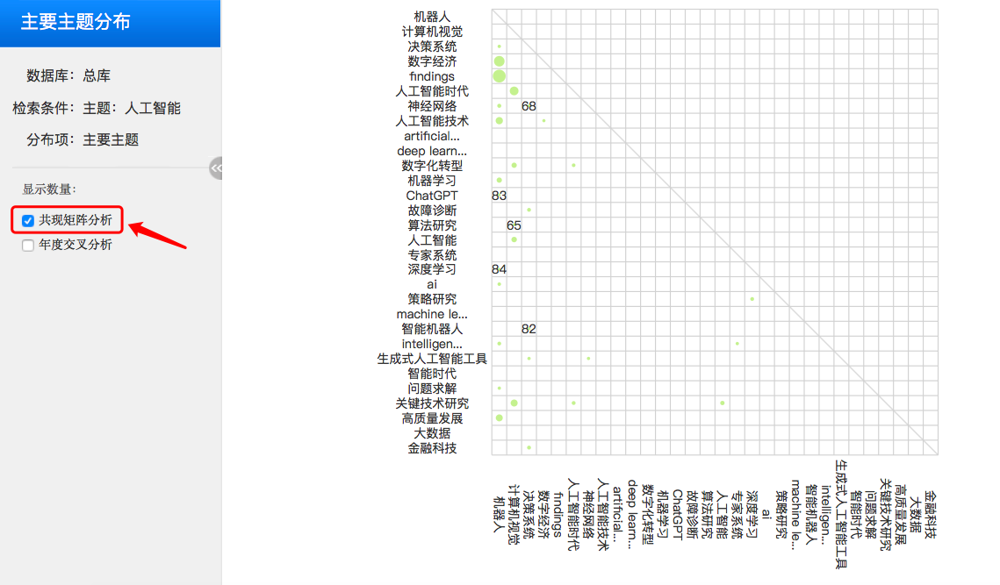 主要主题分布
数据库：总库
检索条件：主题：人工智能
分布项：主要主题
显示数量：
共现矩阵分析
年度交叉分析
机器人
计算机视觉
决策系统
数字经济
findings
人工智能时代
神经网络 68
人工智能技术
artificial...
deep learn...
数字化转型
机器学习
ChatGPT 83
故障诊断
算法研究 65
人工智能
专家系统
深度学习 84
ai
策略研究
machine le...
智能机器人 82
intelligen...
生成式人工智能工具
智能时代
问题求解
关键技术研究
高质量发展
大数据
金融科技
机器人
计算机视觉
决策系统
数字经济
findings
人工智能时代
神经网络
人工智能技术
artificial...
deep learn...
数字化转型
机器学习
ChatGPT
故障诊断
算法研究
人工智能
专家系统
深度学习
ai
策略研究
machine le...
智能机器人
intelligen...
生成式人工智能工具
智能时代
问题求解
关键技术研究
高质量发展
大数据
金融科技